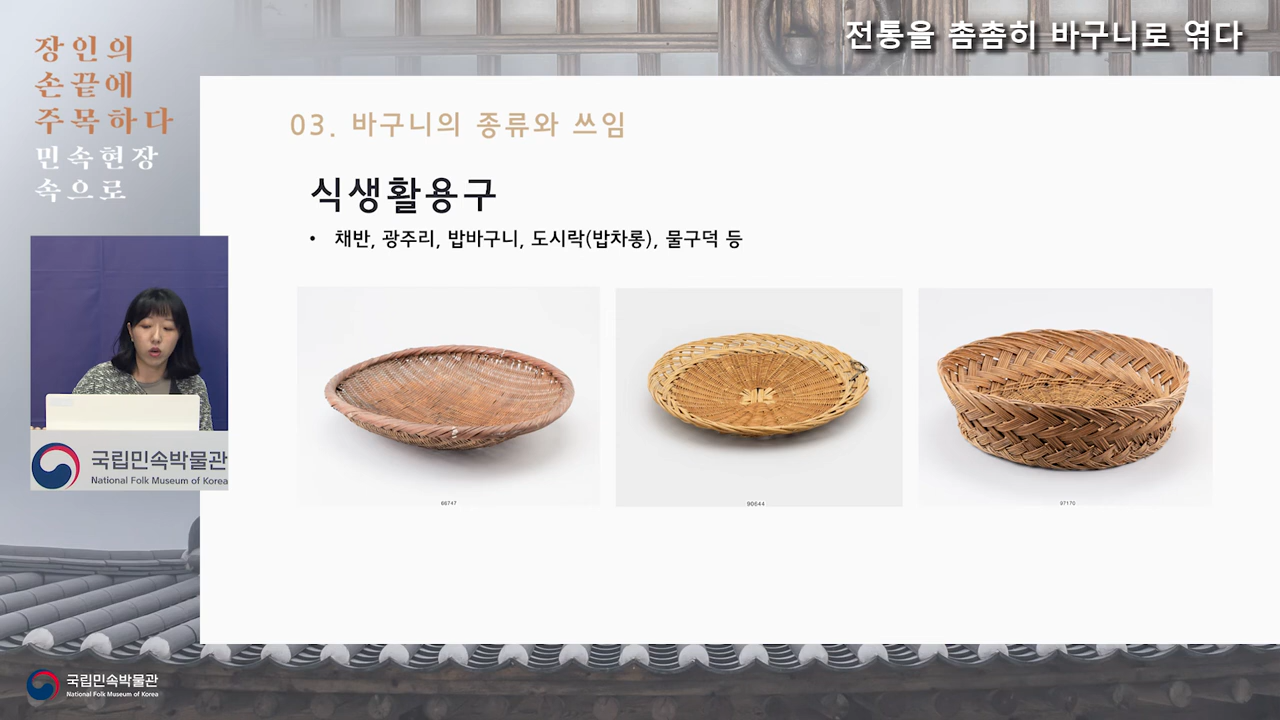 전통을 촘촘히 바구니로 엮다
장인의
손끝에
주목하다
민속현장
속으로
03. 바구니의 종류와 쓰임
식생활용구
• 채반, 광주리, 밥바구니, 도시락(밥차롱), 물구덕 등
66747
90644
97170
국립민속박물관
National Folk Museum of Korea
국립민속박물관
National Folk Museum of Korea